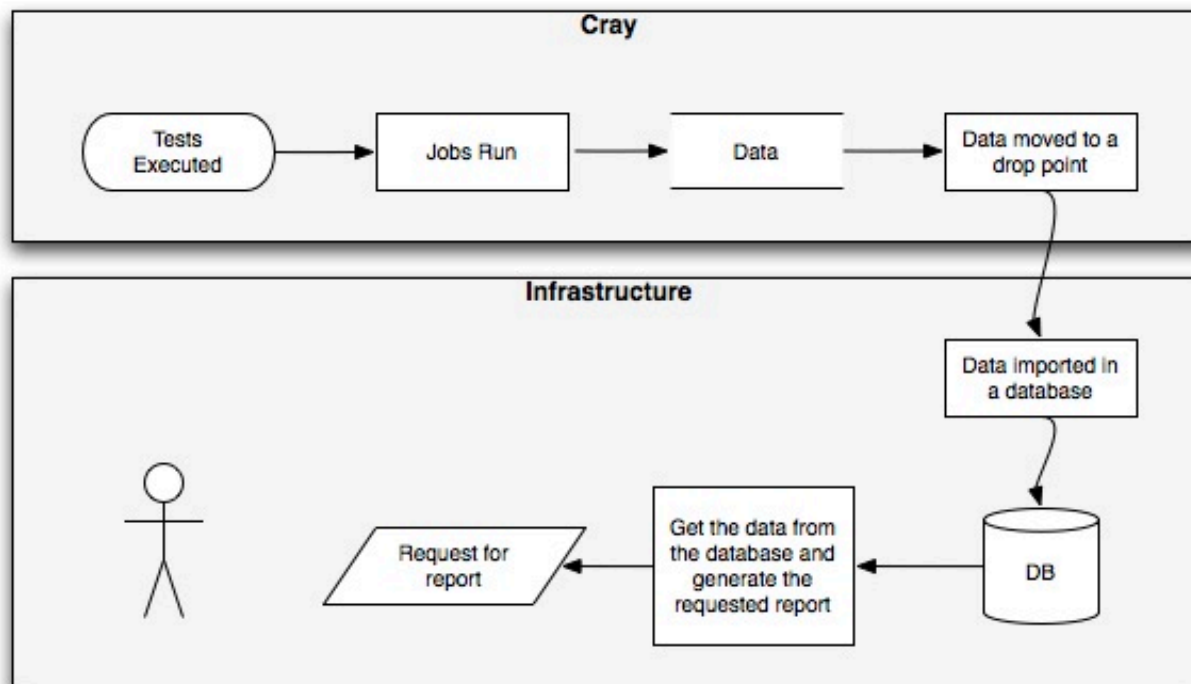 Cray
Tests
Executed
Jobs Run
Data
Data moved to a
drop point
Infrastructure
Data imported in
a database
Request for
report
Get the data from
the database and
generate the
requested report
DB